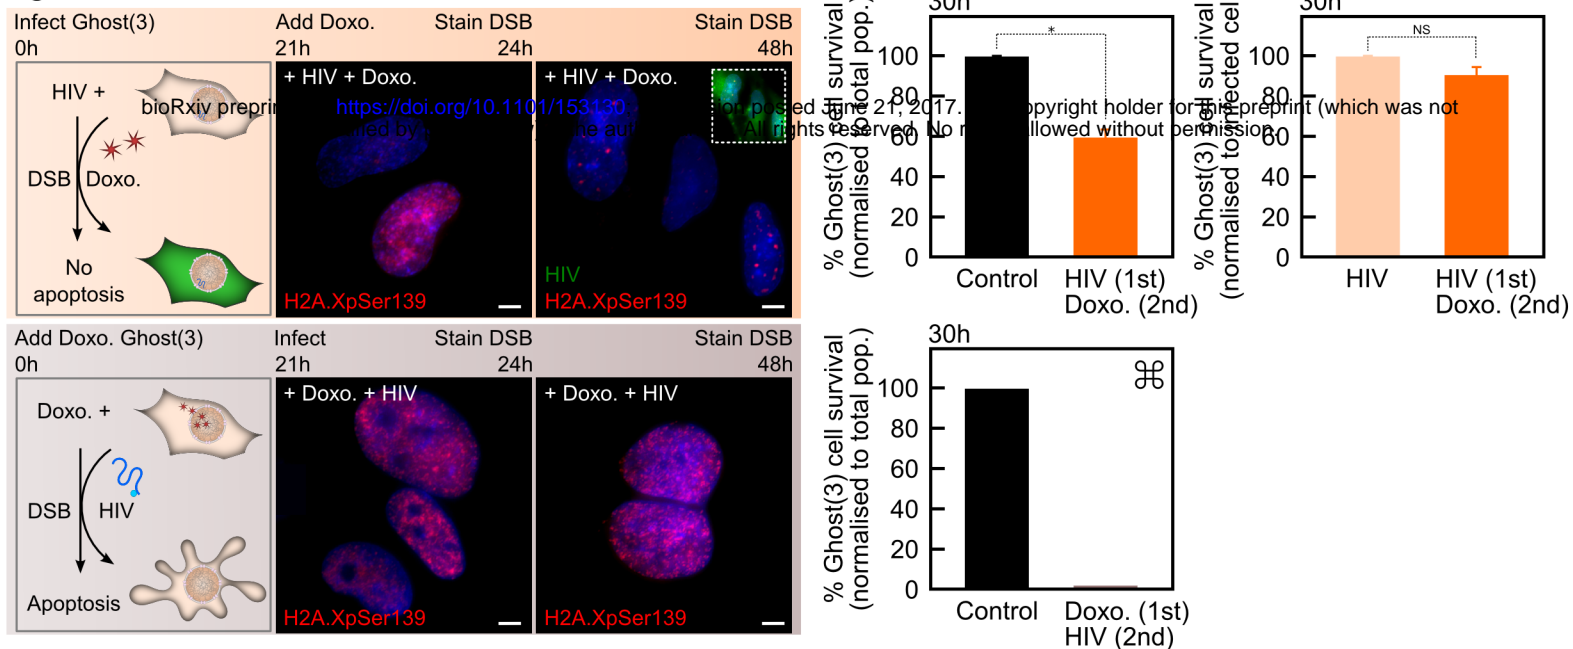 Infect Ghost(3)
0h
Add Doxo.
21h
Stain DSB
24h
Stain DSB
48h
HIV +
DSB
Doxo.
No
apoptosis
+ HIV + Doxo.
H2A.XpSer139
+ HIV + Doxo.
HIV
H2A.XpSer139
bioRxiv preprin
https://doi.org/10.1101/153130
on posted June 21, 2017.
opyright holder for this preprint (which was not
ied by
All rights reserved. No r
allowed without permission.
Add Doxo. Ghost(3)
0h
Infect
21h
Stain DSB
24h
Stain DSB
48h
Doxo. +
DSB
HIV
Apoptosis
+ Doxo. + HIV
H2A.XpSer139
+ Doxo. + HIV
H2A.XpSer139
30h
% Ghost(3) cell survival
(normalised to total pop.)
100
80
60
40
20
0
*
Control
HIV (1st)
Doxo. (2nd)
30h
% Ghost(3) cell survival
(normalised to infected cell
100
80
60
40
20
0
NS
HIV
HIV (1st)
Doxo. (2nd)
30h
% Ghost(3) cell survival
(normalised to total pop.)
100
80
60
40
20
0
⌘
Control
Doxo. (1st)
HIV (2nd)